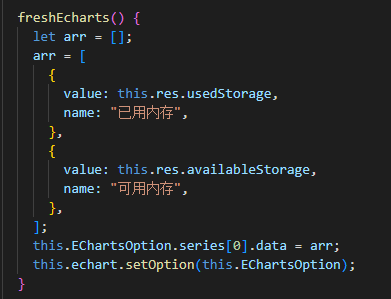 freshEcharts() {
let arr = [];
arr = [
{
value: this.res.usedStorage,
name: "已用内存",
},
{
value: this.res.availableStorage,
name: "可用内存",
},
];
this.EChartsOption.series[0].data = arr;
this.echart.setOption(this.EChartsOption);
}